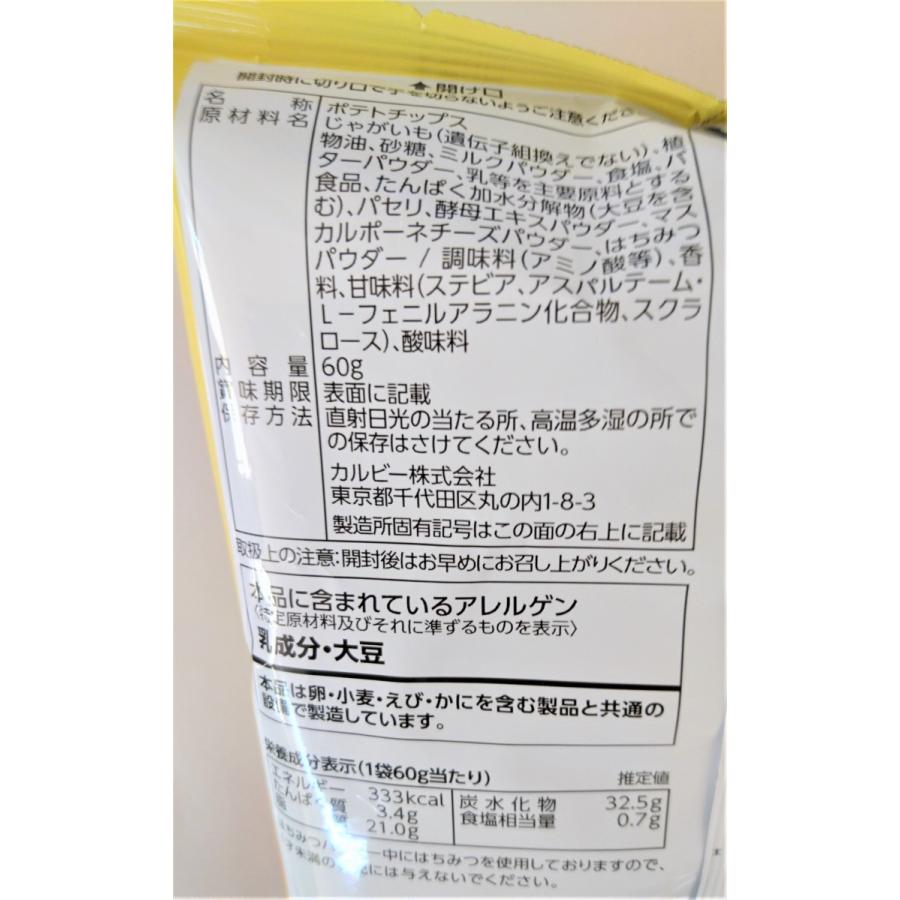 開け口
開封時に切り口で手を切らないようご注意くださ
名称 ポテトチップス
原材料名 じゃがいも(遺伝子組換えでない)、植
物油、砂糖、ミルクパウダー、食塩、バ
ターパウダー、乳等を主要原料とする
食品、たんぱく加水分解物(大豆を含
む)、パセリ、酵母エキスパウダー、マス
カルポーネチーズパウダー、はちみつ
パウダー / 調味料(アミノ酸等)、香
料、甘味料(ステビア、アスパルテーム・
L-フェニルアラニン化合物、スクラ
ロース)、酸味料
内容量 60g
賞味期限 表面に記載
保存方法 直射日光の当たる所、高温多湿の所で
の保存はさけてください。
カルビー株式会社
東京都千代田区丸の内1-8-3
製造所固有記号はこの面の右上に記載
取扱上の注意:開封後はお早めにお召し上がりください。
本品に含まれているアレルゲン
〈特定原材料及びそれに準ずるものを表示〉
乳成分・大豆
本品は卵・小麦・えび・かにを含む製品と共通の
設備で製造しています。
栄養成分表示(1袋60g当たり) 推定値
エネルギー 333kcal 炭水化物 32.5g
たんぱく質 3.4g 食塩相当量 0.7g
質 21.0g
はちみつパ 中にはちみつを使用しておりますので、
才未満の には与えないでください。